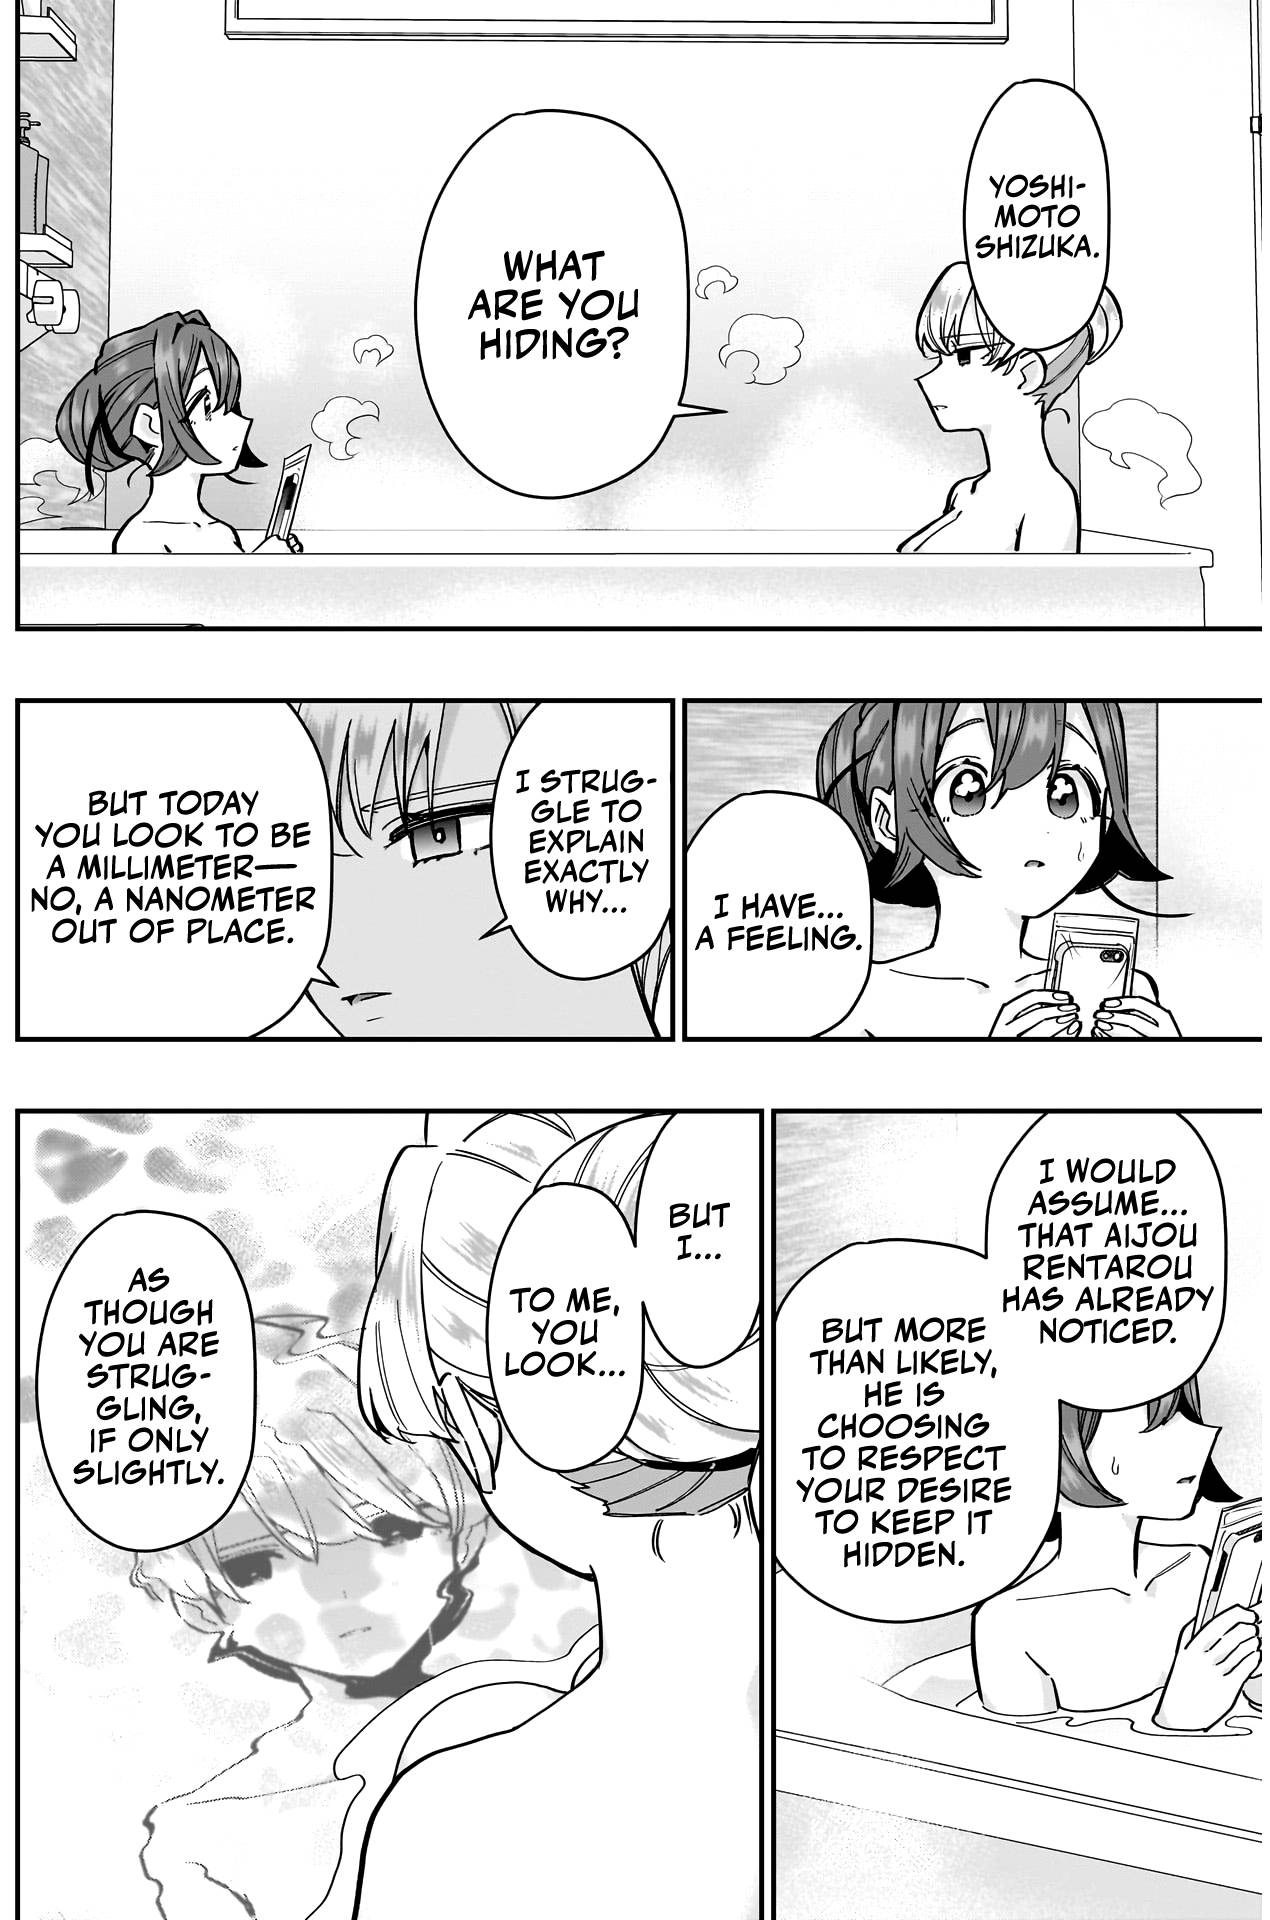 YOSHI-
MOTO
SHIZUKA.
WHAT
ARE YOU
HIDING?
I HAVE...
A FEELING.
I STRUG-
GLE TO
EXPLAIN
EXACTLY
WHY...
BUT TODAY
YOU LOOK TO BE
A MILLIMETER—
NO, A NANOMETER
OUT OF PLACE.
I WOULD
ASSUME...
THAT AIJOU
RENTAROU
HAS ALREADY
NOTICED.
BUT MORE
THAN LIKELY,
HE IS
CHOOSING
TO RESPECT
YOUR DESIRE
TO KEEP IT
HIDDEN.
BUT
I...
TO ME,
YOU
LOOK...
AS
THOUGH
YOU ARE
STRUG-
GLING,
IF ONLY
SLIGHTLY.